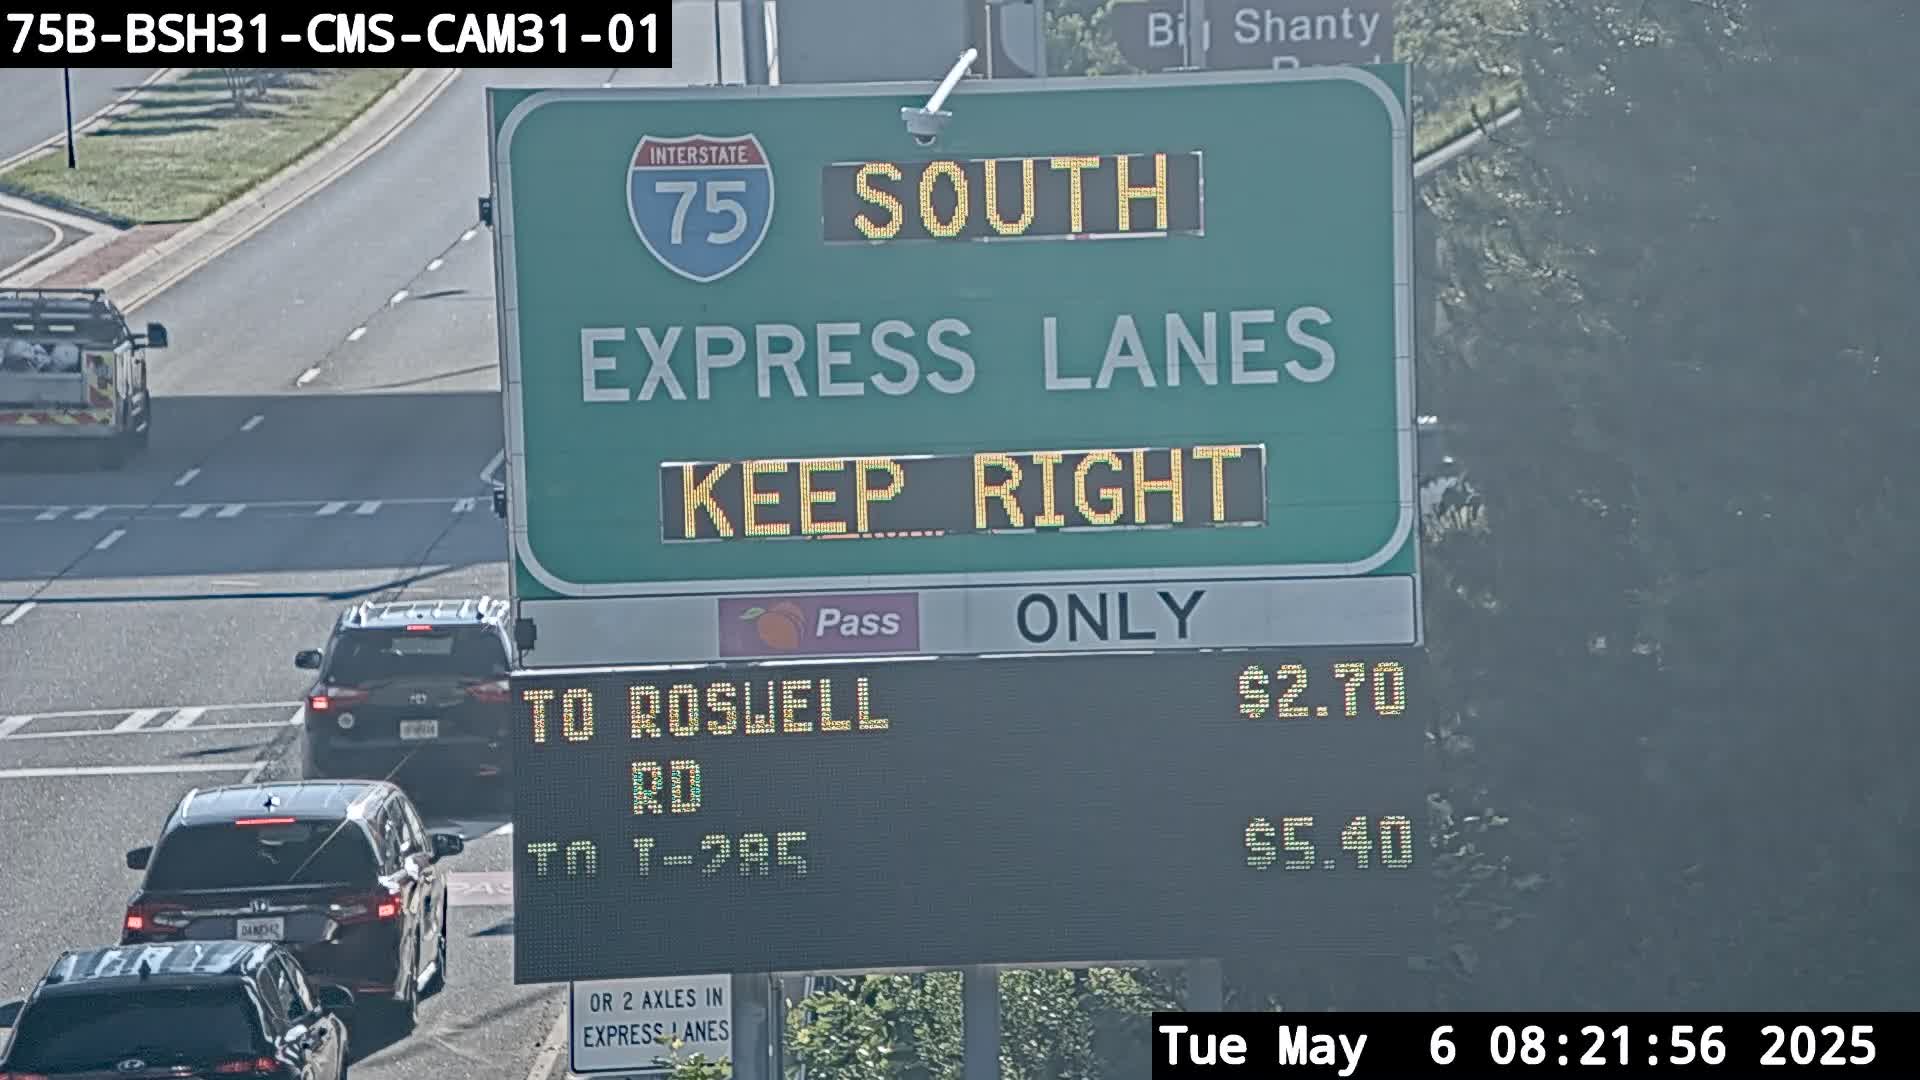 75B-BSH31-CMS-CAM31-01
Big Shanty
Road
INTERSTATE
75
SOUTH
EXPRESS LANES
KEEP RIGHT
Pass ONLY
TO ROSWELL $2.70
RD
TO I-285 $5.40
OR 2 AXLES IN
EXPRESS LANES
Tue May 6 08:21:56 2025